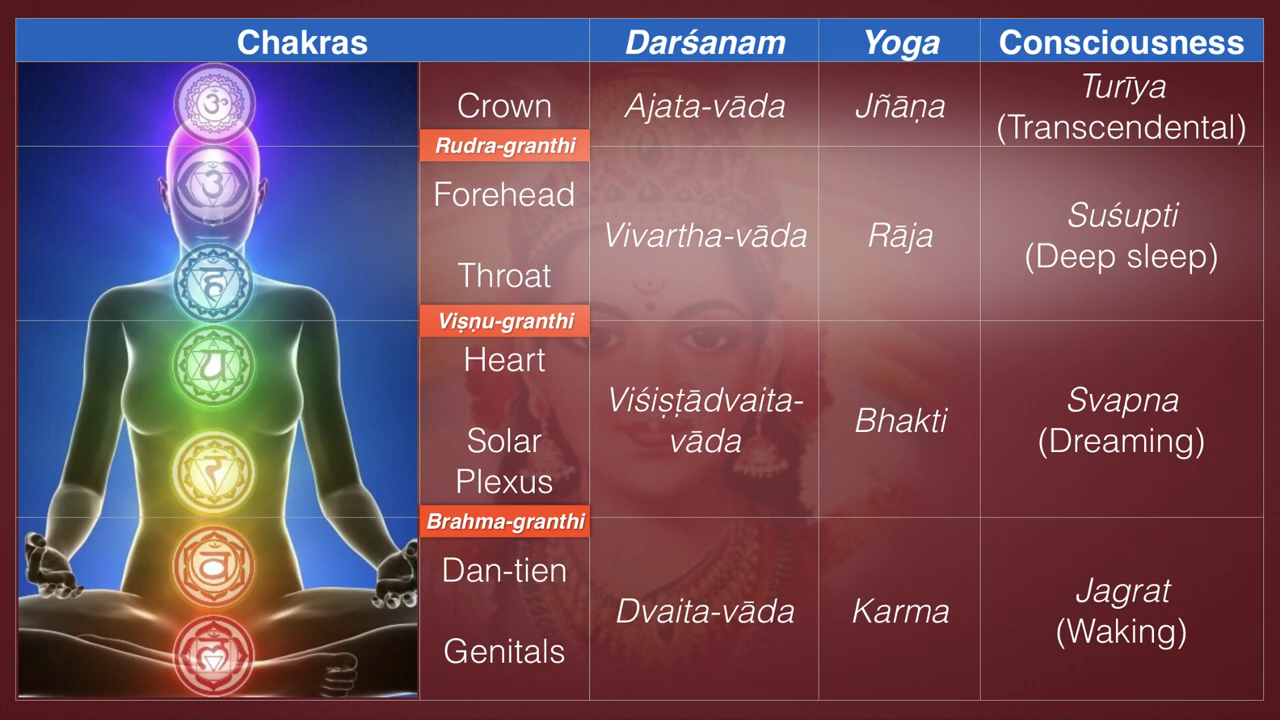 Chakras
Darśanam
Yoga
Consciousness
ॐ
Crown
Ajata-vāda
Jñāṇa
Turīya
(Transcendental)
Rudra-granthi
Forehead
Throat
हं
Vivartha-vāda
Rāja
Suśupti
(Deep sleep)
Viṣṇu-granthi
यं
Heart
Solar
Plexus
रं
Viśiṣṭādvaita-
vāda
Bhakti
Svapna
(Dreaming)
Brahma-granthi
वं
Dan-tien
Genitals
Dvaita-vāda
Karma
Jagrat
(Waking)